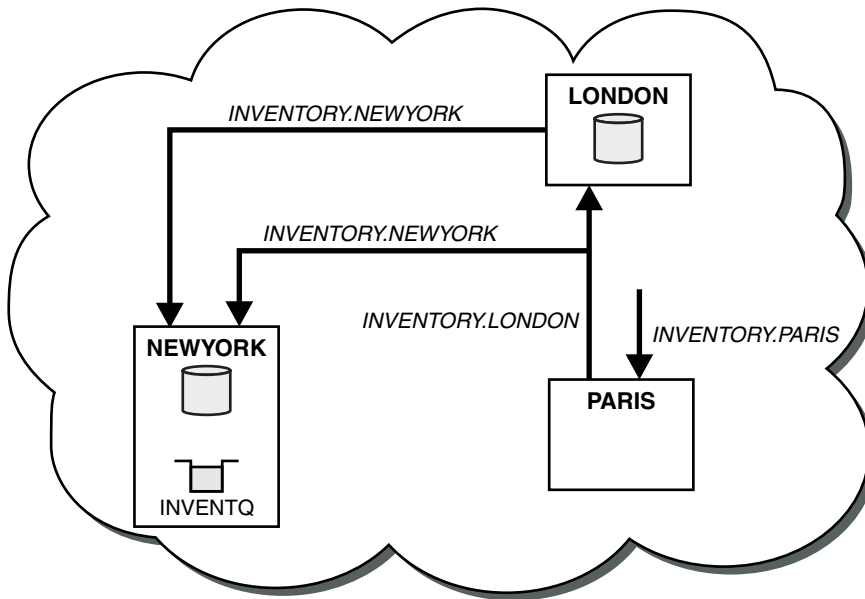 LONDON
INVENTORY.NEWYORK
INVENTORY.NEWYORK
INVENTORY.LONDON
INVENTORY.PARIS
NEWYORK
PARIS
INVENTQ